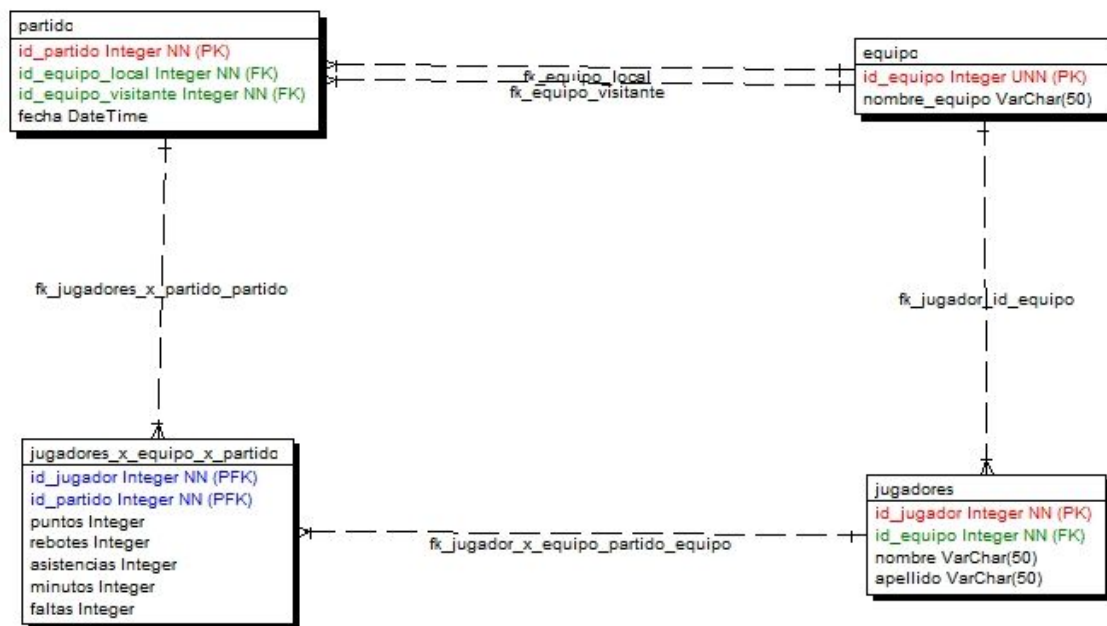 partido
id_partido Integer NN (PK)
id_equipo_local Integer NN (FK)
id_equipo_visitante Integer NN (FK)
fecha DateTime
fk_equipo_local
fk_equipo_visitante
equipo
id_equipo Integer UNN (PK)
nombre_equipo VarChar(50)
fk_jugadores_x_partido_partido
fk_jugador_id_equipo
jugadores_x_equipo_x_partido
id_jugador Integer NN (PFK)
id_partido Integer NN (PFK)
puntos Integer
rebotes Integer
asistencias Integer
minutos Integer
faltas Integer
fk_jugador_x_equipo_partido_equipo
jugadores
id_jugador Integer NN (PK)
id_equipo Integer NN (FK)
nombre VarChar(50)
apellido VarChar(50)